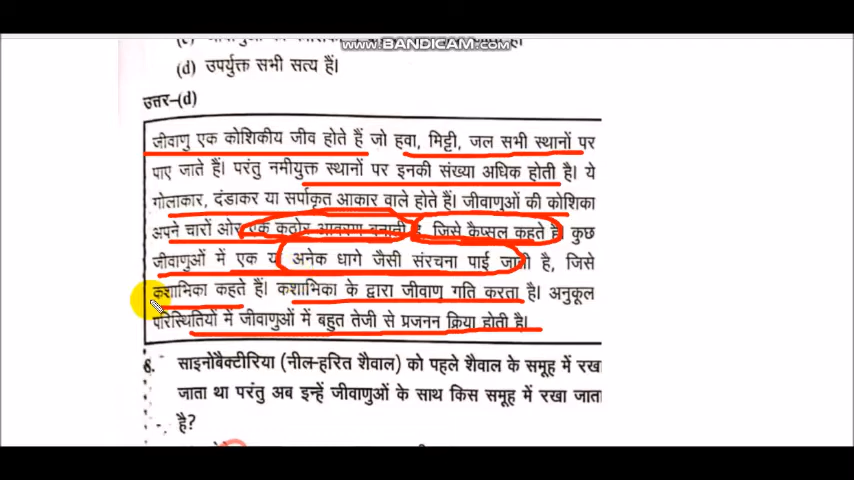 www.BANDICAM.com
(d) उपर्युक्त सभी सत्य हैं।
उत्तर–(d)
जीवाणु एक कोशिकीय जीव होते हैं जो हवा, मिट्टी, जल सभी स्थानों पर
पाए जाते हैं। परंतु नमीयुक्त स्थानों पर इनकी संख्या अधिक होती है। ये
गोलाकार, दंडाकर या सर्पाकृत आकार वाले होते हैं। जीवाणुओं की कोशिका
अपने चारों ओर एक कठोर आवरण बनाती है, जिसे कैप्सूल कहते हैं कुछ
जीवाणुओं में एक या अनेक धागे जैसी संरचना पाई जाती है, जिसे
कशाभिका कहते हैं। कशाभिका के द्वारा जीवाणु गति करता है। अनुकूल
परिस्थितियों में जीवाणुओं में बहुत तेजी से प्रजनन क्रिया होती है।
6. साइनोबैक्टीरिया (नील-हरित शैवाल) को पहले शैवाल के समूह में रखा
जाता था परंतु अब इन्हें जीवाणुओं के साथ किस समूह में रखा जाता
है?